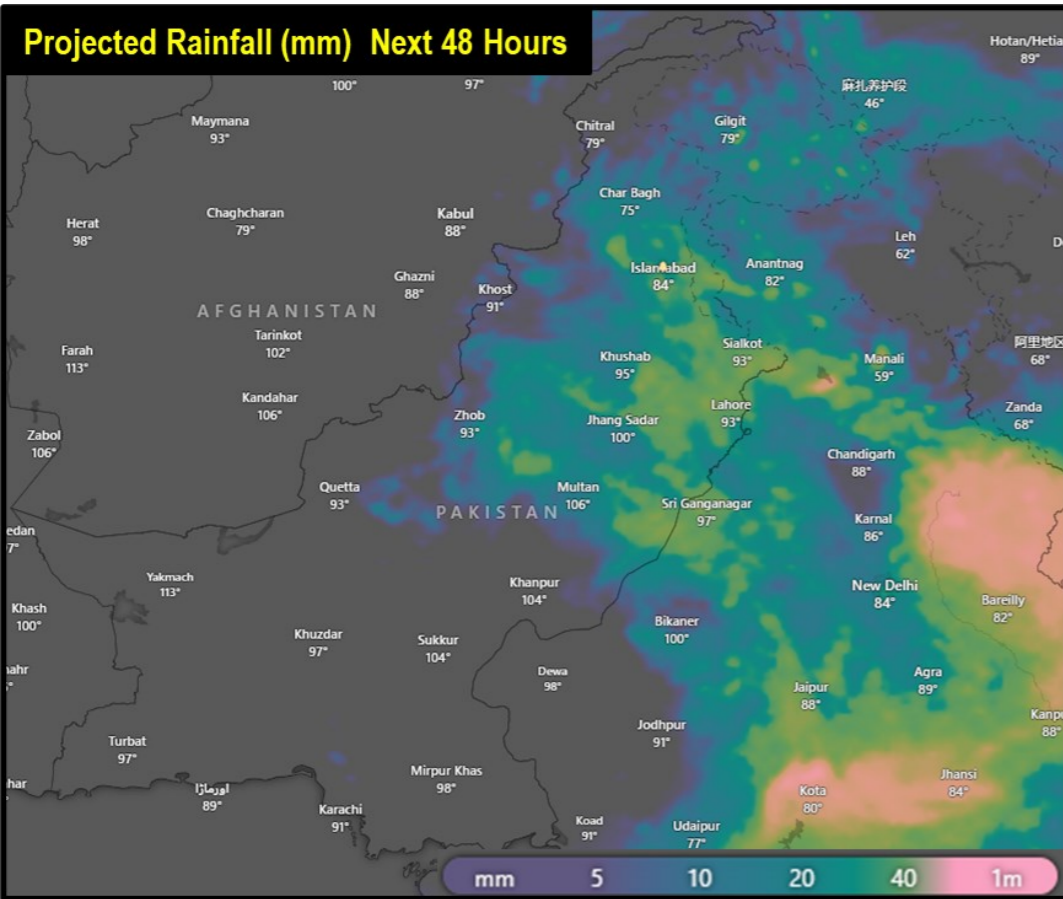 Projected Rainfall (mm) Next 48 Hours
Hotan/Hetia
89°
100°
97°
麻扎养护段
46°
Maymana
93°
Chitral
79°
Gilgit
79°
Char Bagh
75°
Herat
98°
Chaghcharan
79°
Kabul
88°
Leh
62°
Islamabad
84°
Anantnag
82°
Ghazni
88°
Khost
91°
AFGHANISTAN
Tarinkot
102°
Farah
113°
Khushab
95°
Sialkot
93°
Manali
59°
阿里地区
68°
Kandahar
106°
Zhob
93°
Jhang Sadar
100°
Lahore
93°
Zanda
68°
Zabol
106°
Chandigarh
88°
Quetta
93°
Multan
106°
PAKISTAN
Sri Ganganagar
97°
Karnal
86°
edan
7°
Yakmach
113°
Khanpur
104°
New Delhi
84°
Bareilly
82°
Khash
100°
Khuzdar
97°
Sukkur
104°
Bikaner
100°
Dewa
98°
Jaipur
88°
Agra
89°
Kanpu
88°
Jodhpur
91°
Turbat
97°
Mirpur Khas
98°
Kota
80°
Jhansi
84°
اورماڑا
89°
Karachi
91°
Koad
91°
Udaipur
77°
mm 5 10 20 40 1m